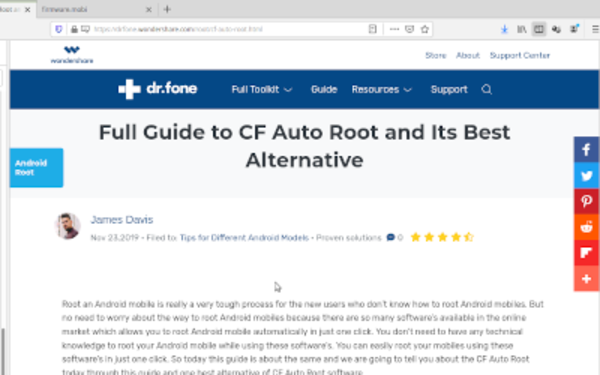 firmware.mobi
https://drfone.wondershare.com/root/cf-auto-root.html
wondershare
Store About Support Center
dr.fone Full Toolkit Guide Resources Support
Full Guide to CF Auto Root and Its Best
Alternative
Android
Root
James Davis
Nov 23,2019 • Filed to: Tips for Different Android Models • Proven solutions 0
Root an Android mobile is really a very tough process for the new users who don't know how to root Android mobiles. But
no need to worry about the way to root Android mobiles because there are so many software's available in the online
market which allows you to root Android mobile automatically in just one click. You don't need to have any technical
knowledge to root your Android mobile while using these software's. You can easily root your mobiles using these
software's in just one click. So today this guide is about the same and we are going to tell you about the CF Auto Root
today through this guide and one best alternative of CF Auto Root software.